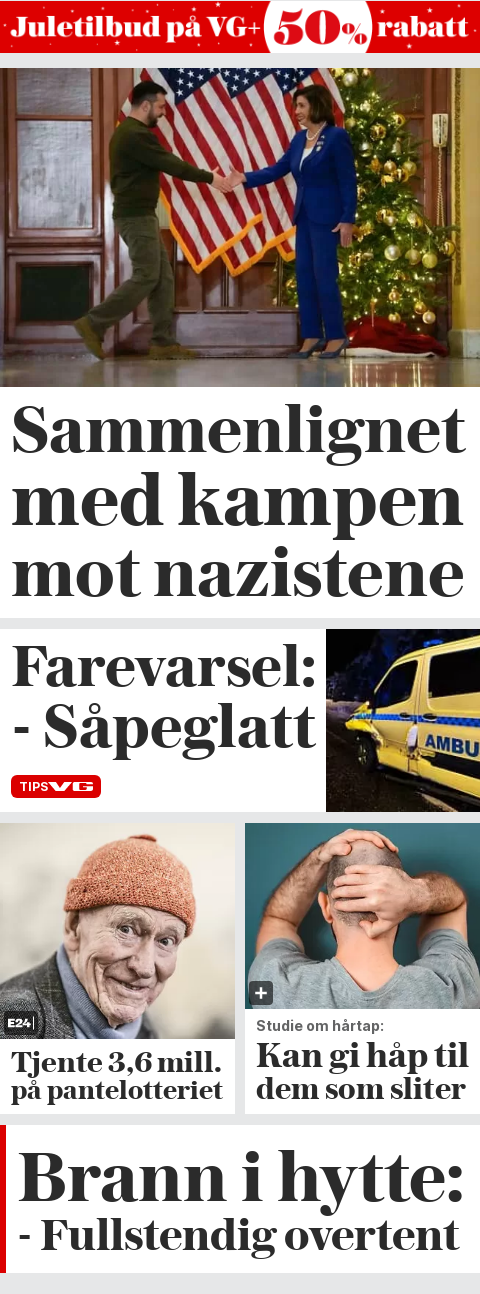 Juletilbud på VG+ 50% rabatt
Sammenlignet
med kampen
mot nazistene
Farevarsel:
- Såpeglatt
TIPS VG
AMBU
E24
Tjente 3,6 mill.
på pantelotteriet
+
Studie om hårtap:
Kan gi håp til
dem som sliter
Brann i hytte:
- Fullstendig overtent